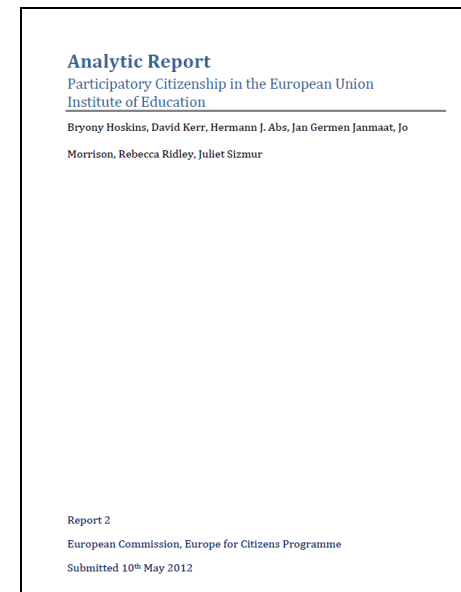 Analytic Report
Participatory Citizenship in the European Union
Institute of Education
Bryony Hoskins, David Kerr, Hermann J. Abs, Jan Germen Janmaat, Jo
Morrison, Rebecca Ridley, Juliet Sizmur
Report 2
European Commission, Europe for Citizens Programme
Submitted 10th May 2012